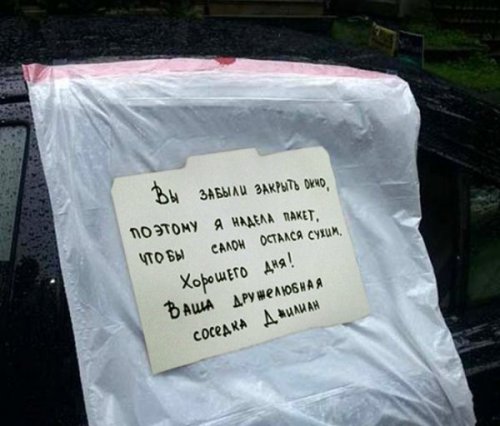 Вы забыли закрыть окно,
поэтому я надела пакет,
чтобы салон остался сухим.
Хорошего дня!
Ваша дружелюбная
соседка Джилиан